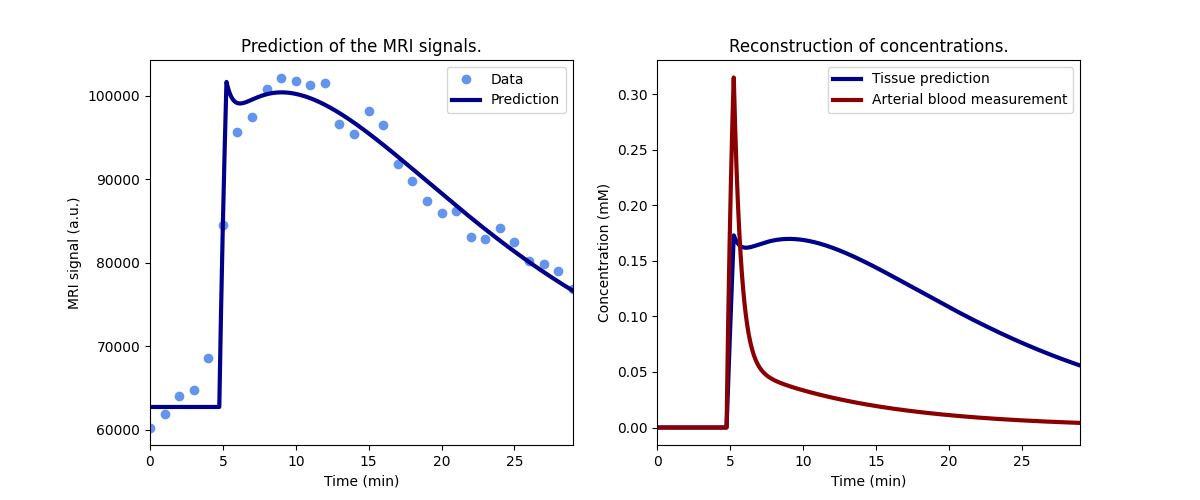 Prediction of the MRI signals.
MRI signal (a.u.)
100000
90000
80000
70000
60000
0 5 10 15 20 25
Time (min)
Data
Prediction
Reconstruction of concentrations.
Concentration (mM)
0.30
0.25
0.20
0.15
0.10
0.05
0.00
0 5 10 15 20 25
Time (min)
Tissue prediction
Arterial blood measurement